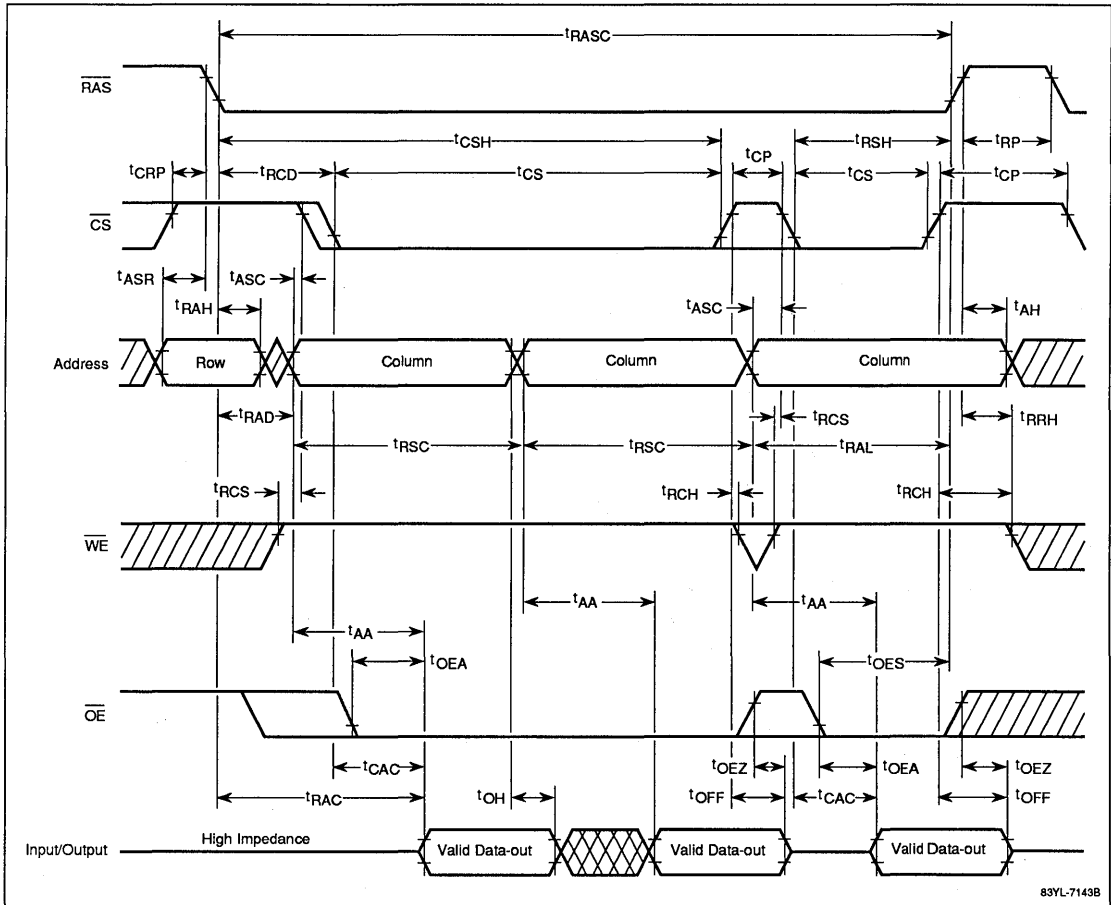 tRASC
RAS
tCSH
tRSH
tRP
tCRP
tRCD
tCS
tCP
tCS
tCP
CS
tASR
tASC
tRAH
tASC
tAH
Address
Row
Column
Column
Column
tRAD
tRCS
tRRH
tRSC
tRSC
tRAL
tRCS
tRCH
tRCH
WE
tAA
tAA
tAA
tOEA
tOES
OE
tCAC
tOEZ
tOEA
tOEZ
tRAC
tOH
tOFF
tCAC
tOFF
Input/Output
High Impedance
Valid Data-out
Valid Data-out
Valid Data-out
83YL-7143B